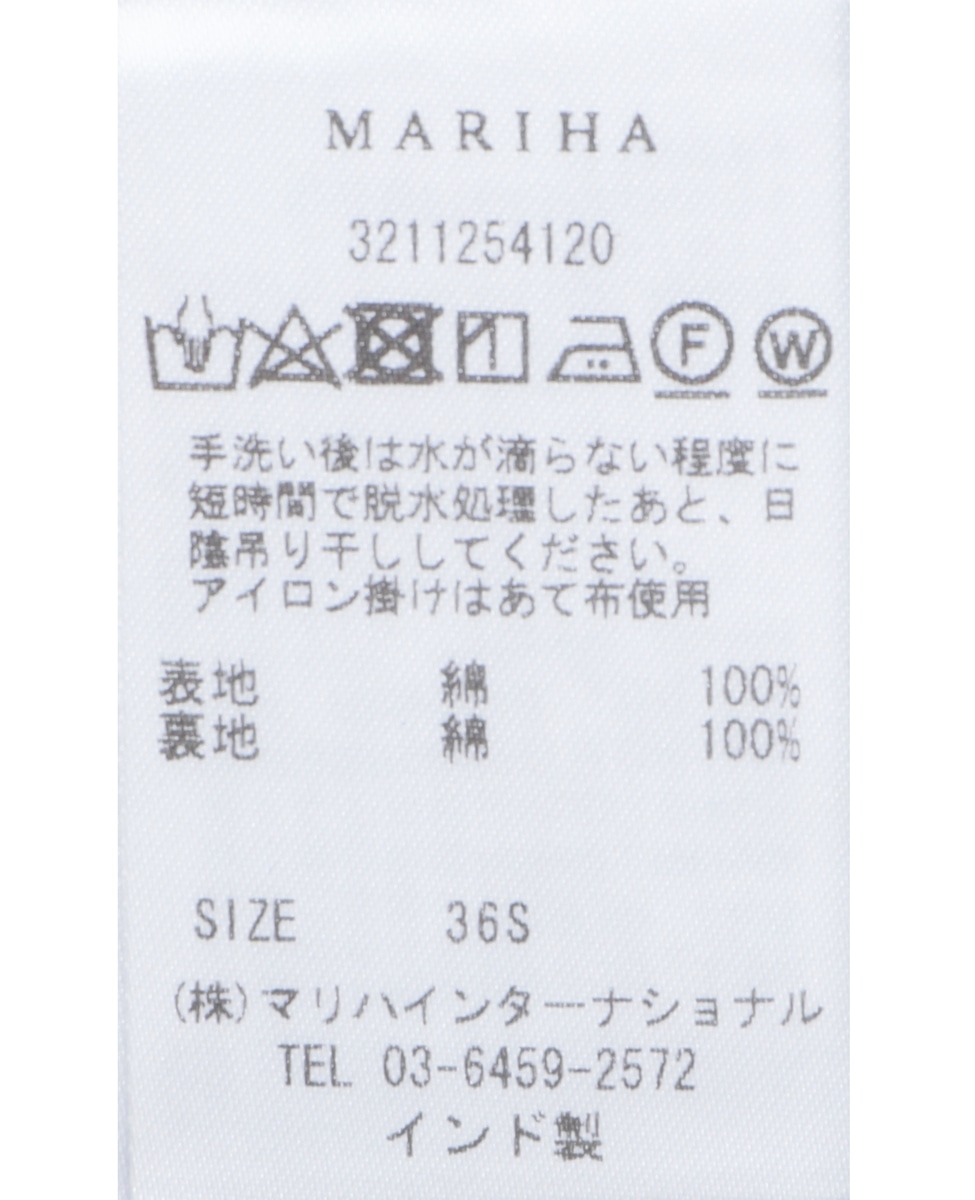 MARIHA
3211254120
F W
手洗い後は水が滴らない程度に
短時間で脱水処理したあと、日
陰吊り干ししてください。
アイロン掛けはあて布使用
表地 綿 100%
裏地 綿 100%
SIZE 36S
(株)マリハインターナショナル
TEL 03-6459-2572
インド製